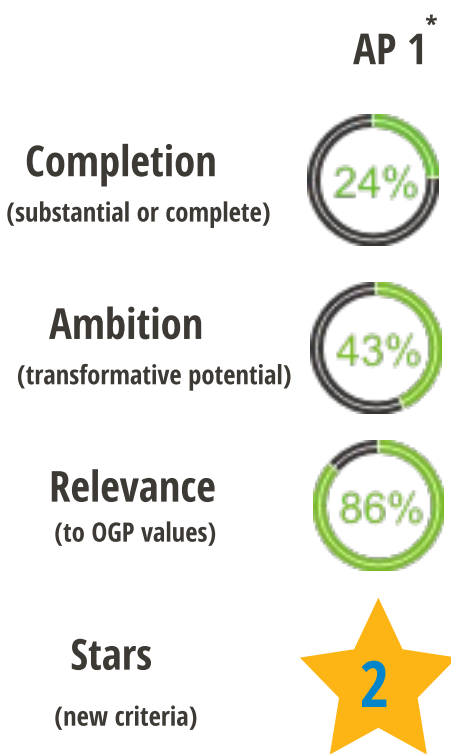 AP 1*
Completion
(substantial or complete)
24%
Ambition
(transformative potential)
43%
Relevance
(to OGP values)
86%
Stars
(new criteria)
2